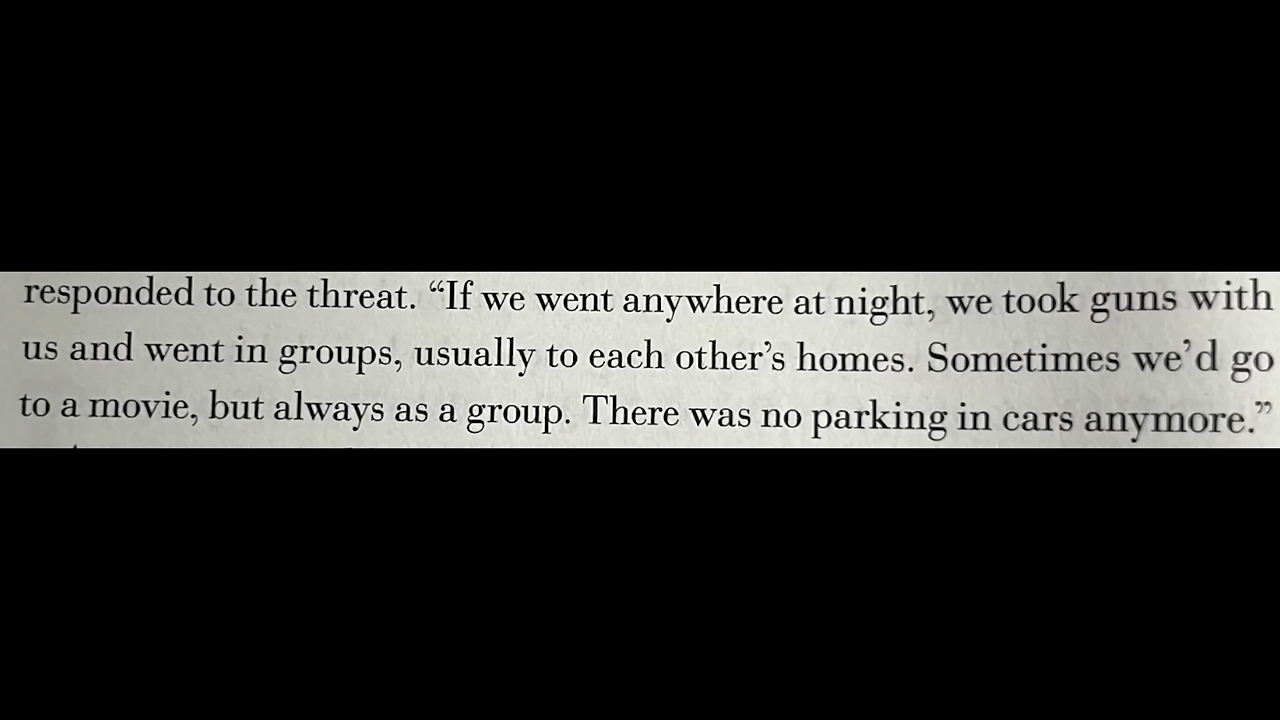 responded to the threat. “If we went anywhere at night, we took guns with
us and went in groups, usually to each other’s homes. Sometimes we’d go
to a movie, but always as a group. There was no parking in cars anymore.”